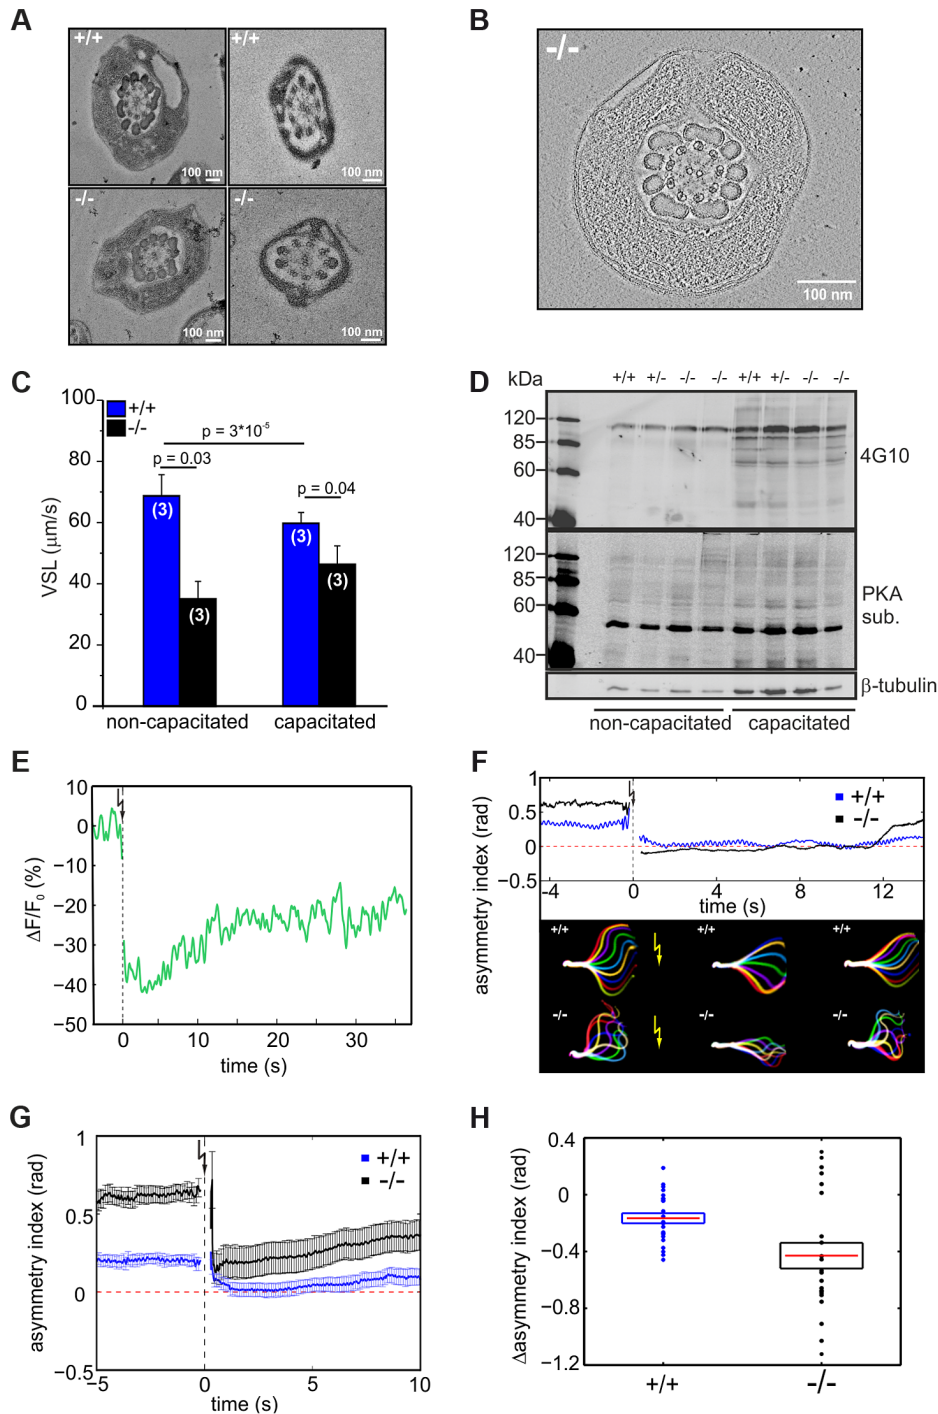 A
+/+
+/+
100 nm
100 nm
-/-
-/-
100 nm
100 nm
B
-/-
100 nm
C
100
80
60
40
20
0
VSL (μm/s)
+/+
-/-
p = 3*10⁻⁵
p = 0.03
p = 0.04
(3)
(3)
(3)
(3)
non-capacitated
capacitated
D
kDa
+/+ +/- -/- -/- +/+ +/- -/- -/-
120
85
60
40
4G10
120
85
60
40
PKA
sub.
β-tubulin
non-capacitated
capacitated
E
10
0
−10
−20
−30
−40
−50
ΔF/F₀ (%)
0 10 20 30
time (s)
F
1
0.5
0
−0.5
asymmetry index (rad)
+/+
-/-
-4 0 4 8 12
time (s)
+/+ +/+ +/+
-/- -/- -/-
G
1
0.5
0
−0.5
asymmetry index (rad)
+/+
-/-
−5 0 5 10
time (s)
H
0.4
0
−0.4
−0.8
−1.2
Δasymmetry index (rad)
+/+ -/-